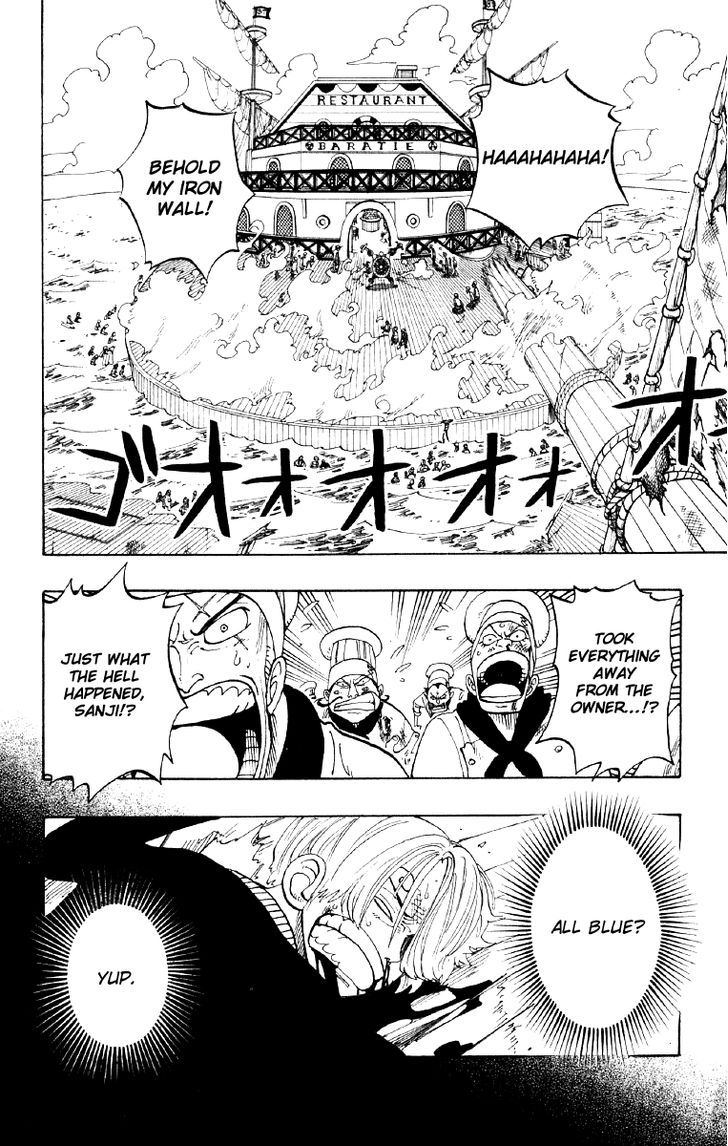 HAAAHAHAHA!
RESTAURANT
BARATIE
BEHOLD
MY IRON
WALL!
ゴオオオオオオ
TOOK
EVERYTHING
AWAY
FROM THE
OWNER...!?
JUST WHAT
THE HELL
HAPPENED,
SANJI!?
ALL BLUE?
YUP.